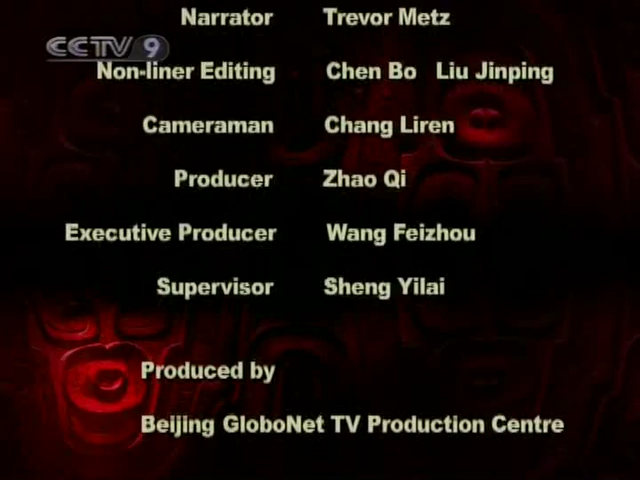 Narrator Trevor Metz
CCTV 9
Non-liner Editing Chen Bo Liu Jinping
Cameraman Chang Liren
Producer Zhao Qi
Executive Producer Wang Feizhou
Supervisor Sheng Yilai
Produced by
Beijing GloboNet TV Production Centre